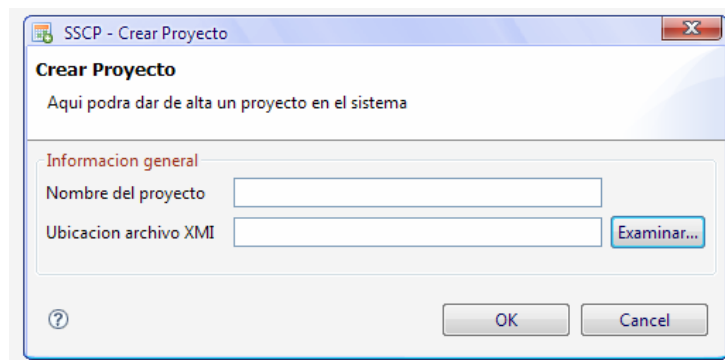 SSCP - Crear Proyecto
Crear Proyecto
Aqui podra dar de alta un proyecto en el sistema
Informacion general
Nombre del proyecto
Ubicacion archivo XMI
Examinar...
OK
Cancel